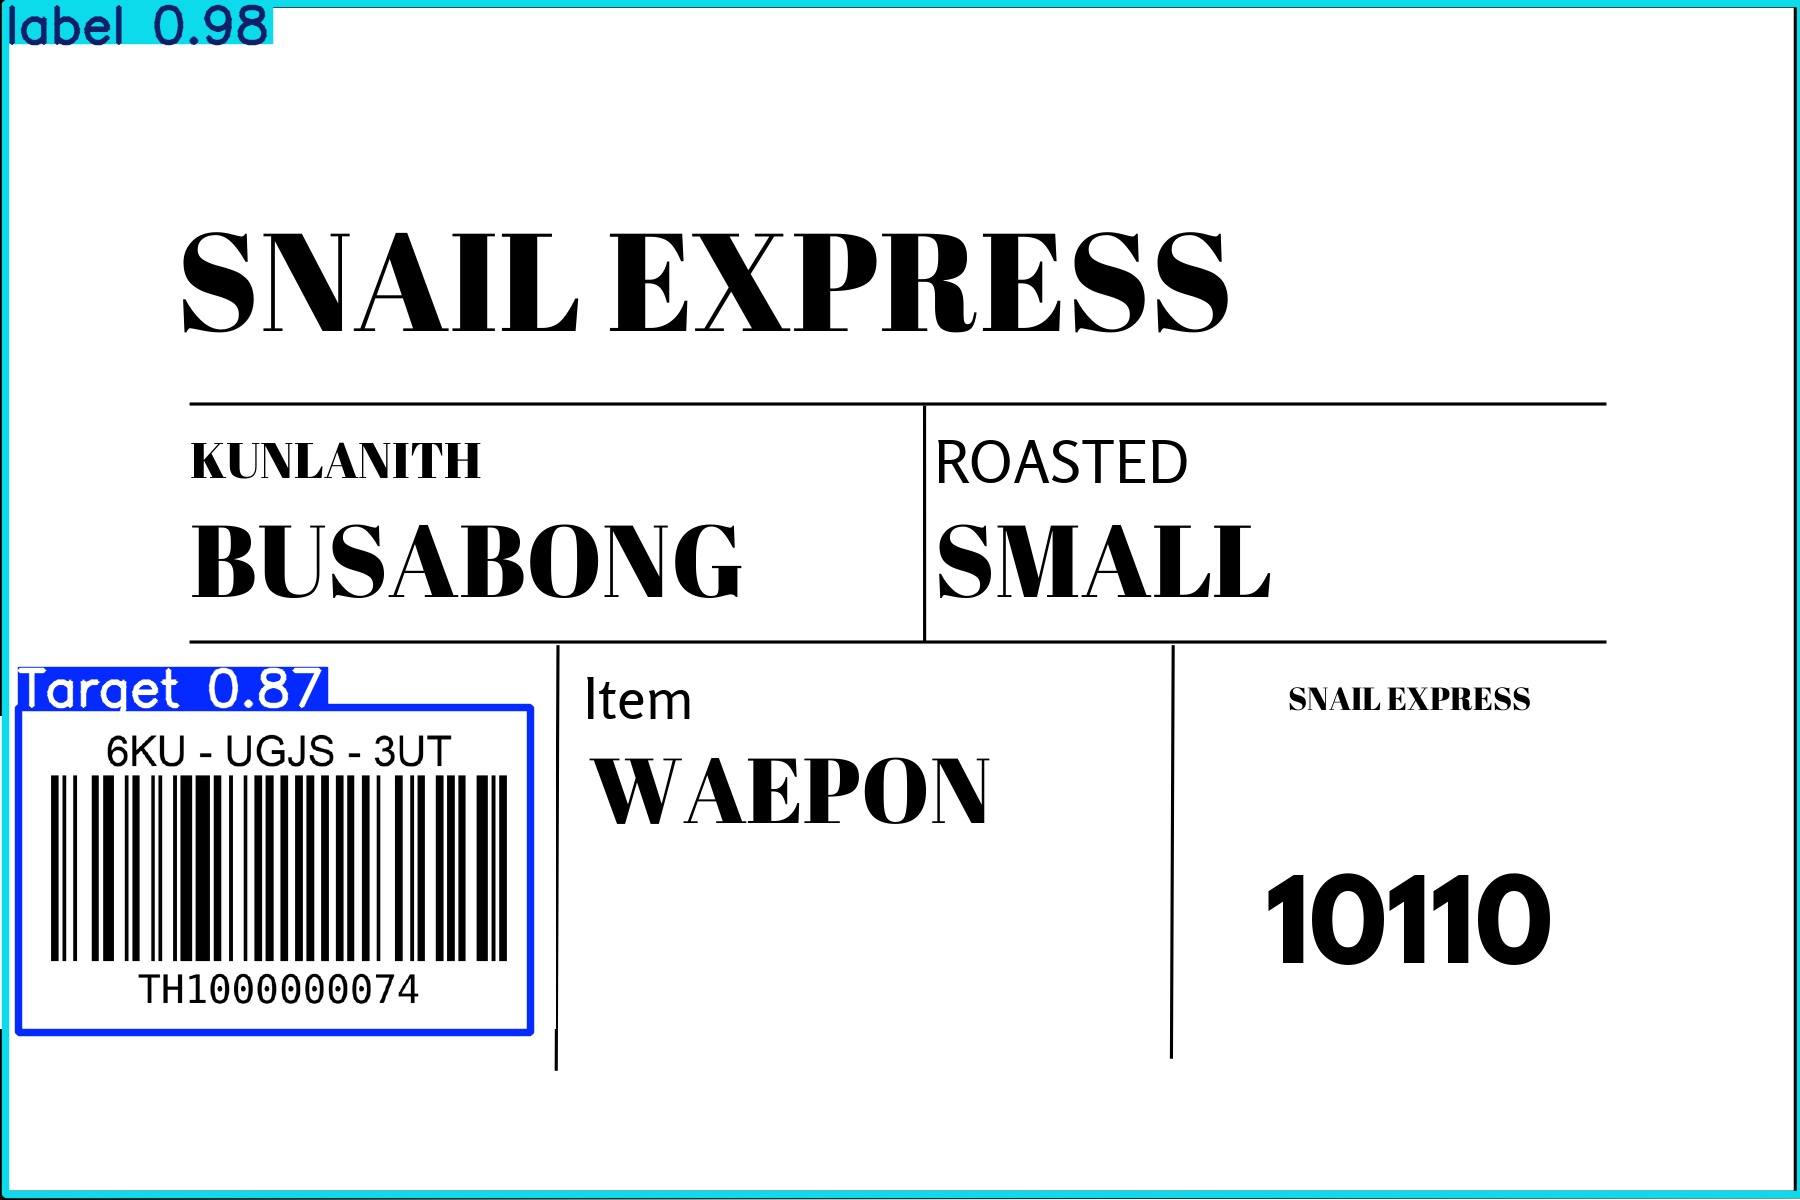 label 0.98
SNAIL EXPRESS
KUNLANITH
BUSABONG
ROASTED
SMALL
Target 0.87
6KU - UGJS - 3UT
TH1000000074
Item
WAEPON
SNAIL EXPRESS
10110